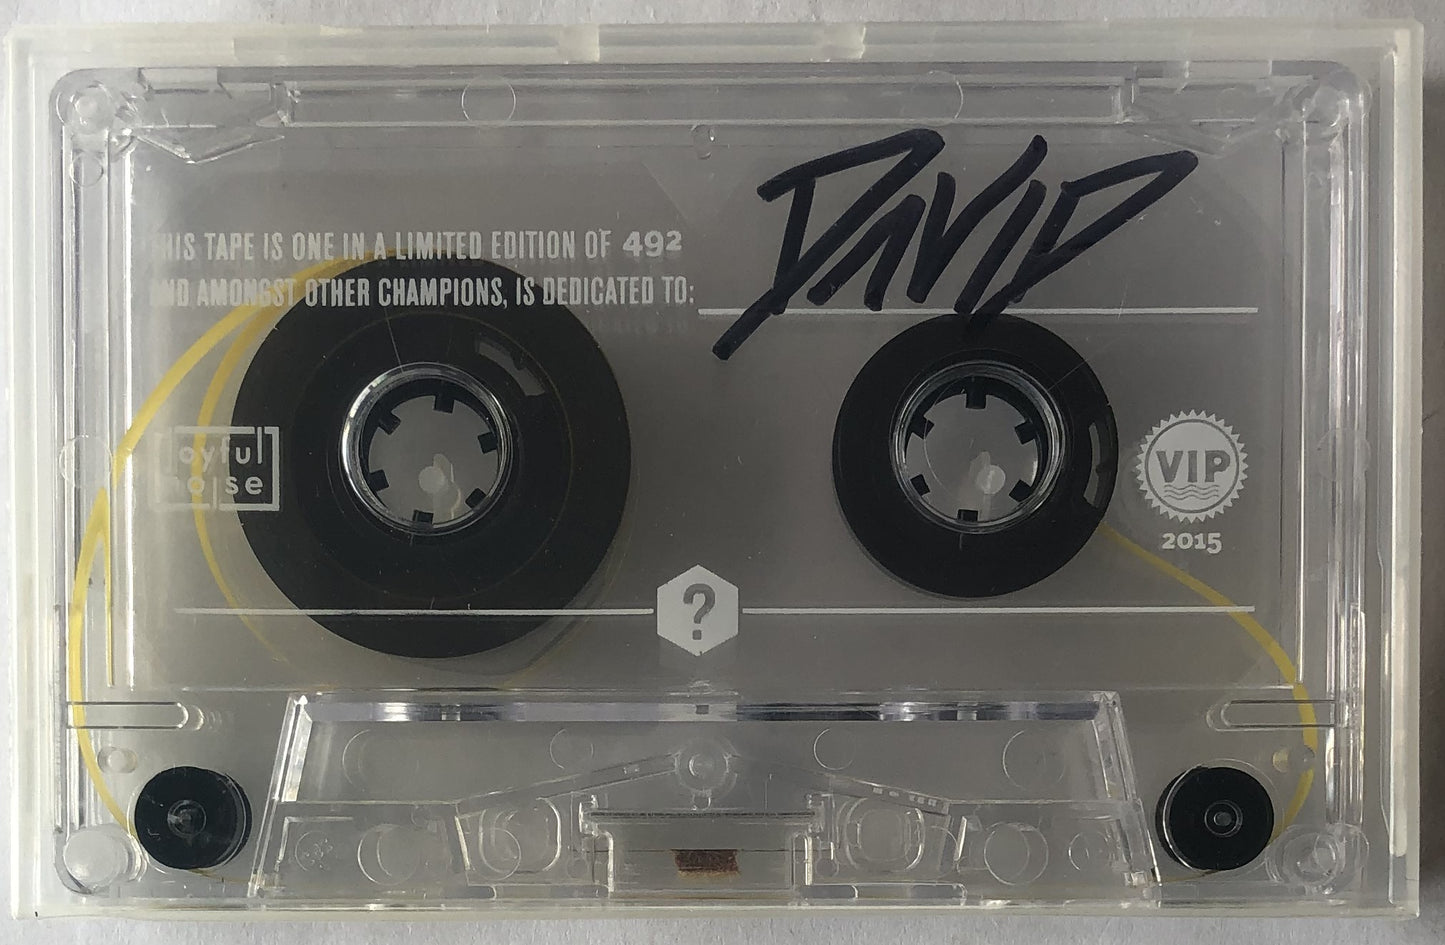 THIS TAPE IS ONE IN A LIMITED EDITION OF 492
AND AMONGST OTHER CHAMPIONS, IS DEDICATED TO:
DAVID
joyful
noise
VIP
2015
?